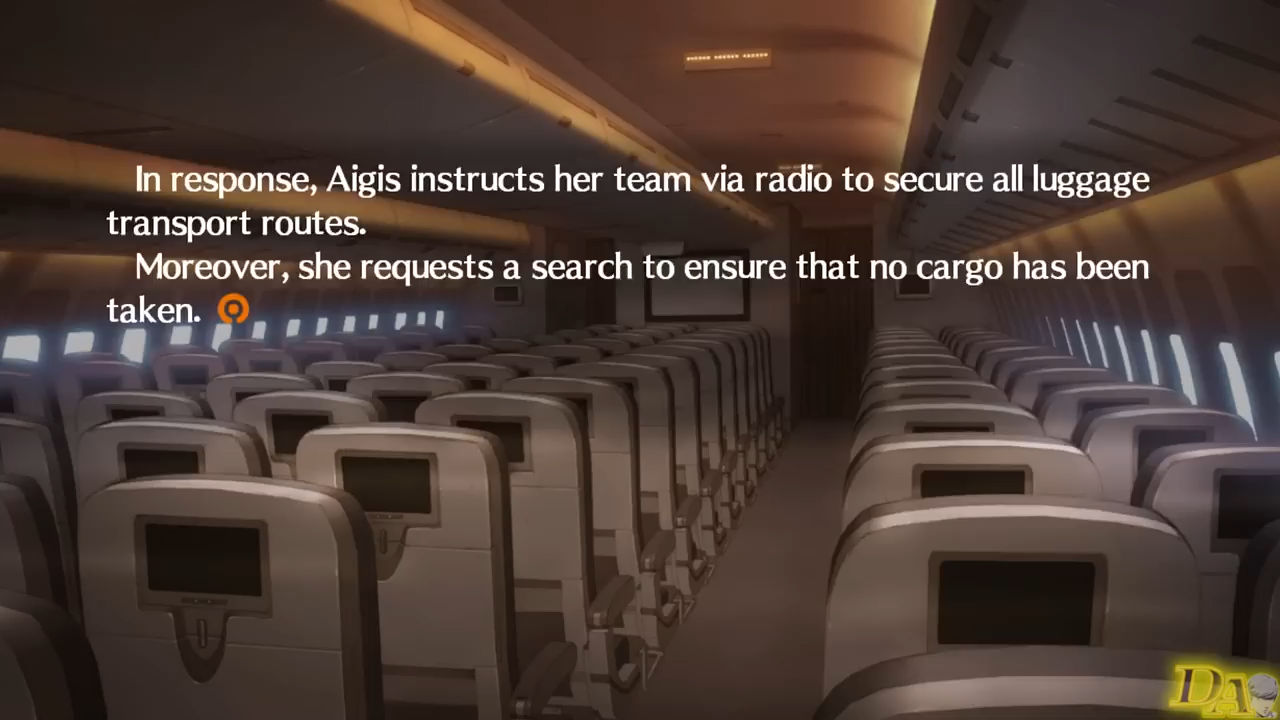 In response, Aigis instructs her team via radio to secure all luggage
transport routes.
Moreover, she requests a search to ensure that no cargo has been
taken.
DA